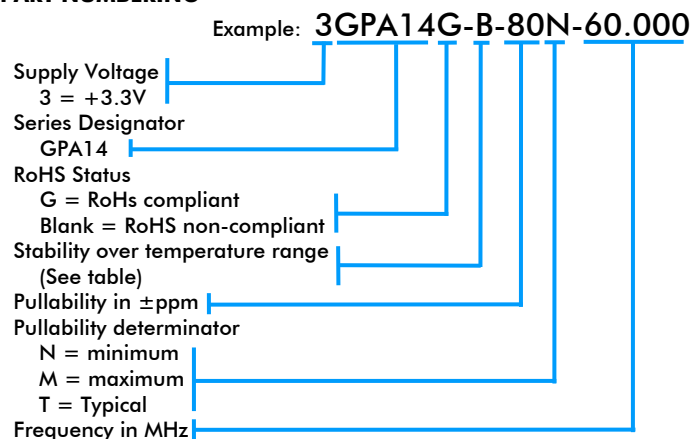 Example: 3GPA14G-B-80N-60.000
Supply Voltage
3 = +3.3V
Series Designator
GPA14
RoHS Status
G = RoHs compliant
Blank = RoHS non-compliant
Stability over temperature range
(See table)
Pullability in ±ppm
Pullability determinator
N = minimum
M = maximum
T = Typical
Frequency in MHz